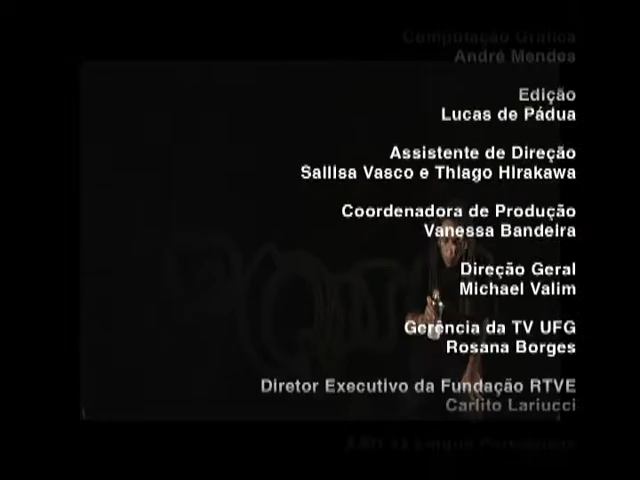 Computação Gráfica
André Mendes
Edição
Lucas de Pádua
Assistente de Direção
Sallisa Vasco e Thiago Hirakawa
Coordenadora de Produção
Vanessa Bandeira
Direção Geral
Michael Valim
Gerência da TV UFG
Rosana Borges
Diretor Executivo da Fundação RTVE
Carlito Lariucci